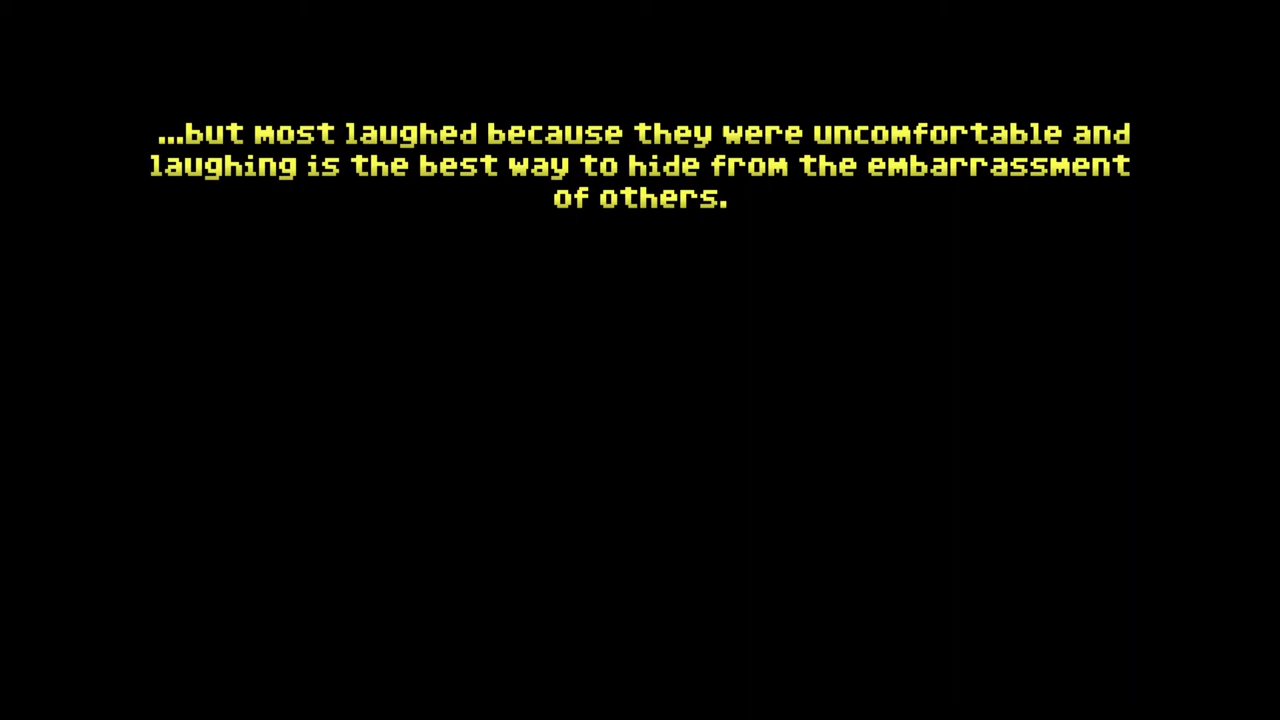 ...but most laughed because they were uncomfortable and
laughing is the best way to hide from the embarrassment
of others.